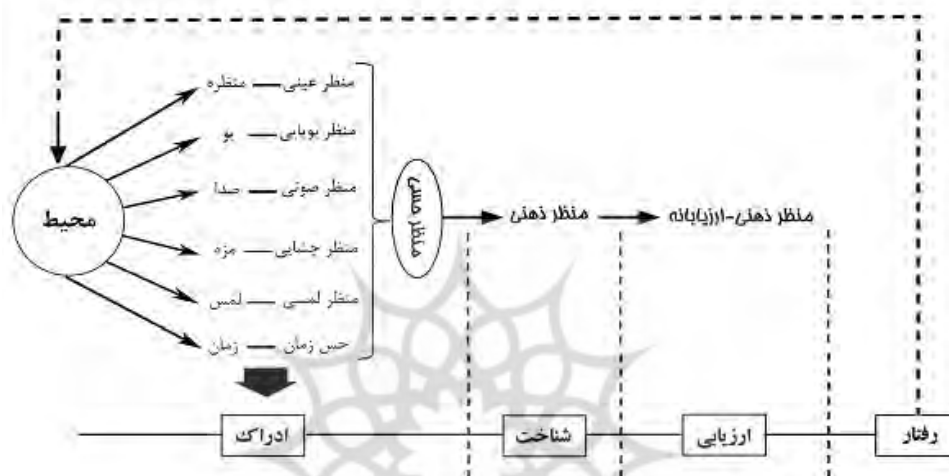 منظر عینی — منظره
منظر بویایی — بو
منظر صوتی — صدا
منظر چشایی — مزه
منظر لمسی — لمس
حس زمان — زمان
محیط
منظر حسی
منظر ذهنی
منظر ذهنی-ارزیابانه
ادراک
شناخت
ارزیابی
رفتار